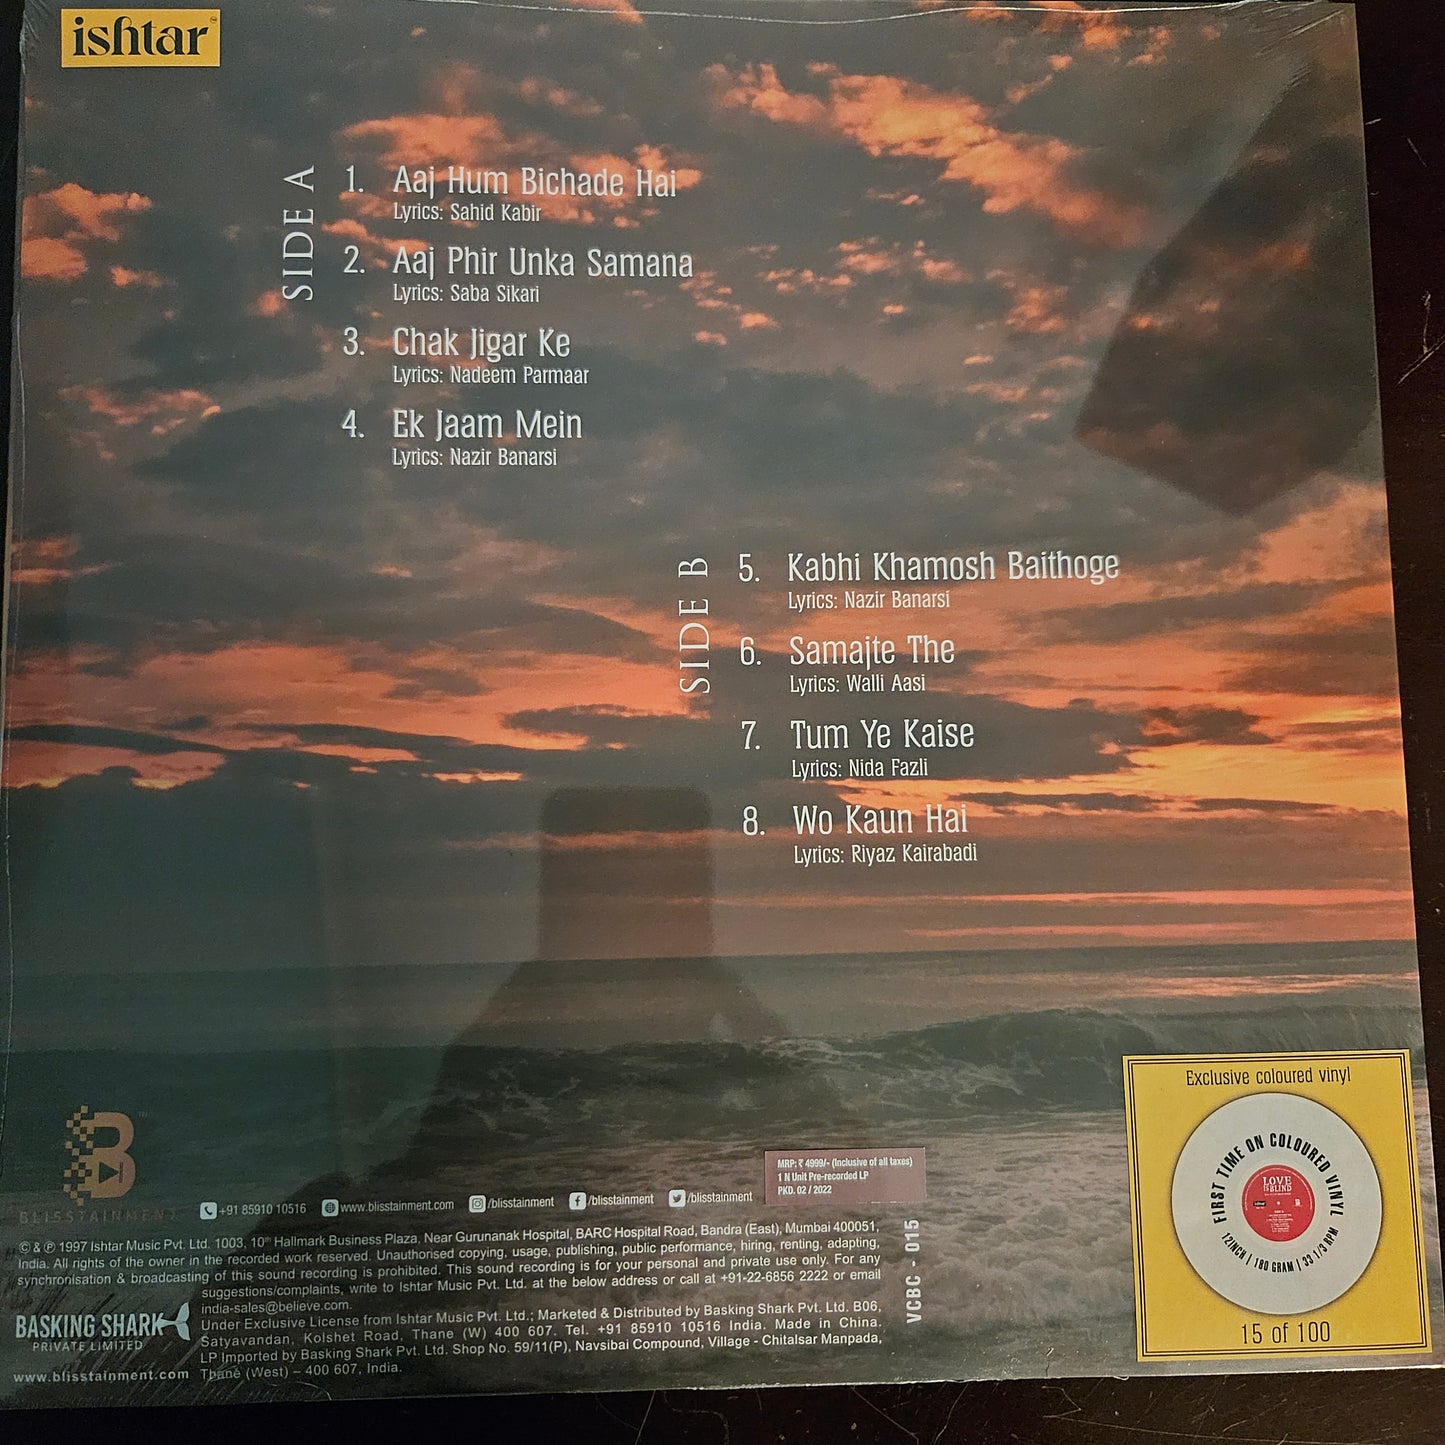 ishtar
SIDE A
1. Aaj Hum Bichade Hai
Lyrics: Sahid Kabir
2. Aaj Phir Unka Samana
Lyrics: Saba Sikari
3. Chak Jigar Ke
Lyrics: Nadeem Parmaar
4. Ek Jaam Mein
Lyrics: Nazir Banarsi
SIDE B
5. Kabhi Khamosh Baithoge
Lyrics: Nazir Banarsi
6. Samajte The
Lyrics: Walli Aasi
7. Tum Ye Kaise
Lyrics: Nida Fazli
8. Wo Kaun Hai
Lyrics: Riyaz Kairabadi
BLISSTAINMENT
+91 85910 10516 www.blisstainment.com /blisstainment /blisstainment /blisstainment
MRP: ₹ 4999/- (Inclusive of all taxes)
1 N Unit Pre-recorded LP
PKD. 02 / 2022
© & ℗ 1997 Ishtar Music Pvt. Ltd. 1003, 10th Hallmark Business Plaza, Near Gurunanak Hospital, BARC Hospital Road, Bandra (East), Mumbai 400051,
India. All rights of the owner in the recorded work reserved. Unauthorised copying, usage, publishing, public performance, hiring, renting, adapting,
synchronisation & broadcasting of this sound recording is prohibited. This sound recording is for your personal and private use only. For any
suggestions/complaints, write to Ishtar Music Pvt. Ltd. at the below address or call at +91-22-6856 2222 or email
india-sales@believe.com.
Under Exclusive License from Ishtar Music Pvt. Ltd.; Marketed & Distributed by Basking Shark Pvt. Ltd. B06,
Satyavandan, Kolshet Road, Thane (W) 400 607. Tel. +91 85910 10516 India. Made in China.
LP Imported by Basking Shark Pvt. Ltd. Shop No. 59/11(P), Navsibai Compound, Village - Chitalsar Manpada,
Thane (West) – 400 607, India.
BASKING SHARK
PRIVATE LIMITED
www.blisstainment.com
VCBC - 015
Exclusive coloured vinyl
FIRST TIME ON COLOURED VINYL
LOVE
IS BLIND
12INCH | 180 GRAM | 33 1/3 RPM
15 of 100